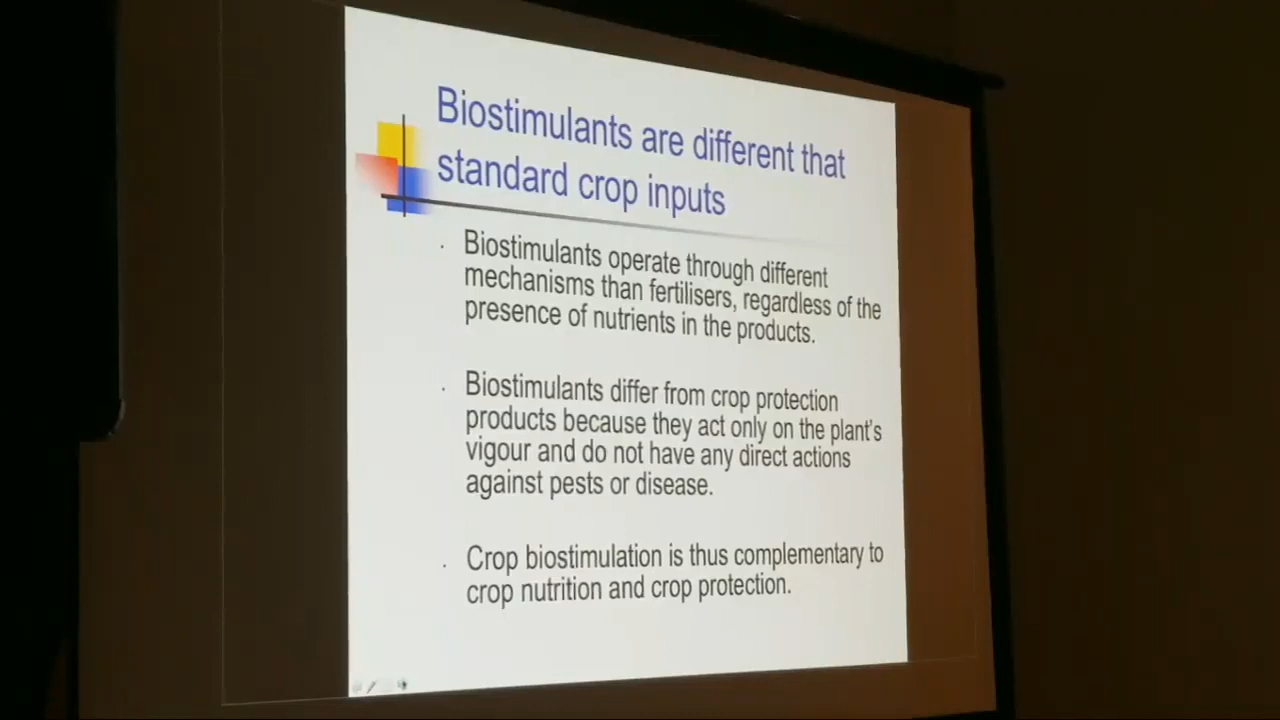 Biostimulants are different that
standard crop inputs
Biostimulants operate through different
mechanisms than fertilisers, regardless of the
presence of nutrients in the products.
Biostimulants differ from crop protection
products because they act only on the plant's
vigour and do not have any direct actions
against pests or disease.
Crop biostimulation is thus complementary to
crop nutrition and crop protection.